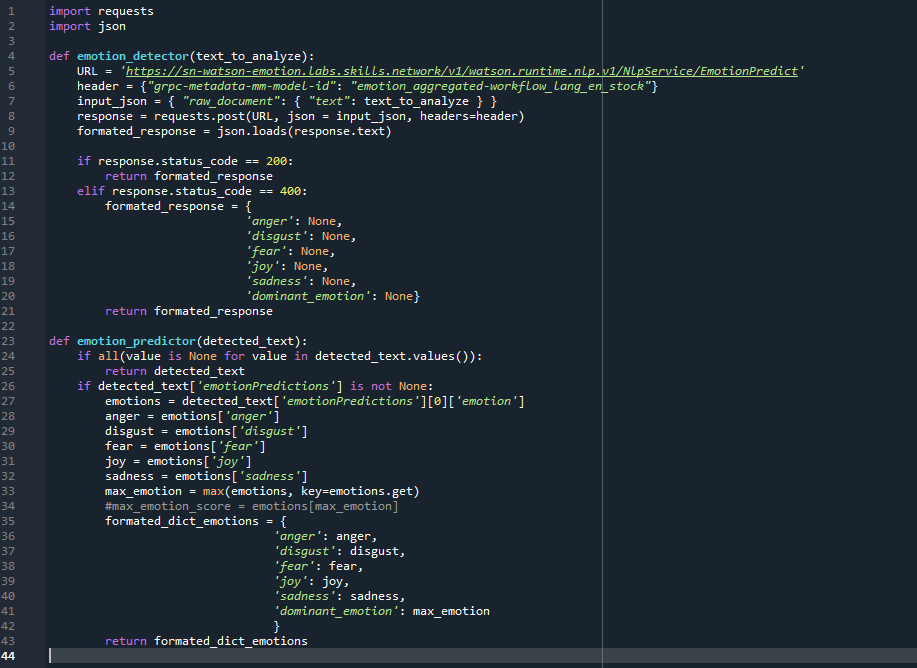 1 import requests
2 import json
3
4 def emotion_detector(text_to_analyze):
5     URL = 'https://sn-watson-emotion.labs.skills.network/v1/watson.runtime.nlp.v1/NlpService/EmotionPredict'
6     header = {"grpc-metadata-mm-model-id": "emotion_aggregated-workflow_lang_en_stock"}
7     input_json = { "raw_document": { "text": text_to_analyze } }
8     response = requests.post(URL, json = input_json, headers=header)
9     formated_response = json.loads(response.text)
10
11     if response.status_code == 200:
12         return formated_response
13     elif response.status_code == 400:
14         formated_response = {
15                             'anger': None,
16                             'disgust': None,
17                             'fear': None,
18                             'joy': None,
19                             'sadness': None,
20                             'dominant_emotion': None}
21         return formated_response
22
23 def emotion_predictor(detected_text):
24     if all(value is None for value in detected_text.values()):
25         return detected_text
26     if detected_text['emotionPredictions'] is not None:
27         emotions = detected_text['emotionPredictions'][0]['emotion']
28         anger = emotions['anger']
29         disgust = emotions['disgust']
30         fear = emotions['fear']
31         joy = emotions['joy']
32         sadness = emotions['sadness']
33         max_emotion = max(emotions, key=emotions.get)
34         #max_emotion_score = emotions[max_emotion]
35         formated_dict_emotions = {
36                                 'anger': anger,
37                                 'disgust': disgust,
38                                 'fear': fear,
39                                 'joy': joy,
40                                 'sadness': sadness,
41                                 'dominant_emotion': max_emotion
42                                 }
43         return formated_dict_emotions
44